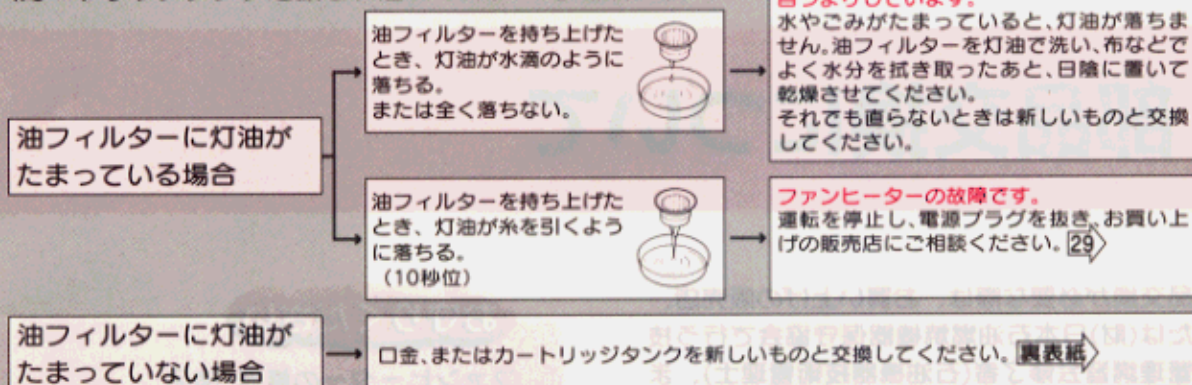 油フィルターに灯油が
たまっている場合
油フィルターを持ち上げた
とき、灯油が水滴のように
落ちる。
または全く落ちない。
水やごみがたまっていると、灯油が落ちま
せん。油フィルターを灯油で洗い、布などで
よく水分を拭き取ったあと、日陰に置いて
乾燥させてください。
それでも直らないときは新しいものと交換
してください。
油フィルターを持ち上げた
とき、灯油が糸を引くよう
に落ちる。
（10秒位）
ファンヒーターの故障です。
運転を停止し、電源プラグを抜き、お買い上
げの販売店にご相談ください。29
油フィルターに灯油が
たまっていない場合
口金、またはカートリッジタンクを新しいものと交換してください。裏表紙